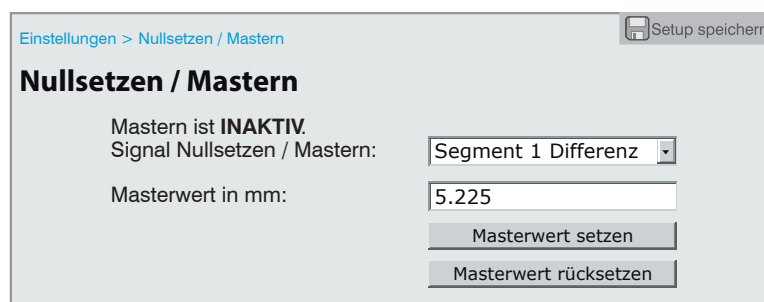 Einstellungen > Nullsetzen / Mastern
Setup speichern
Nullsetzen / Mastern
Mastern ist INAKTIV.
Signal Nullsetzen / Mastern:
Segment 1 Differenz
Masterwert in mm:
5.225
Masterwert setzen
Masterwert rücksetzen